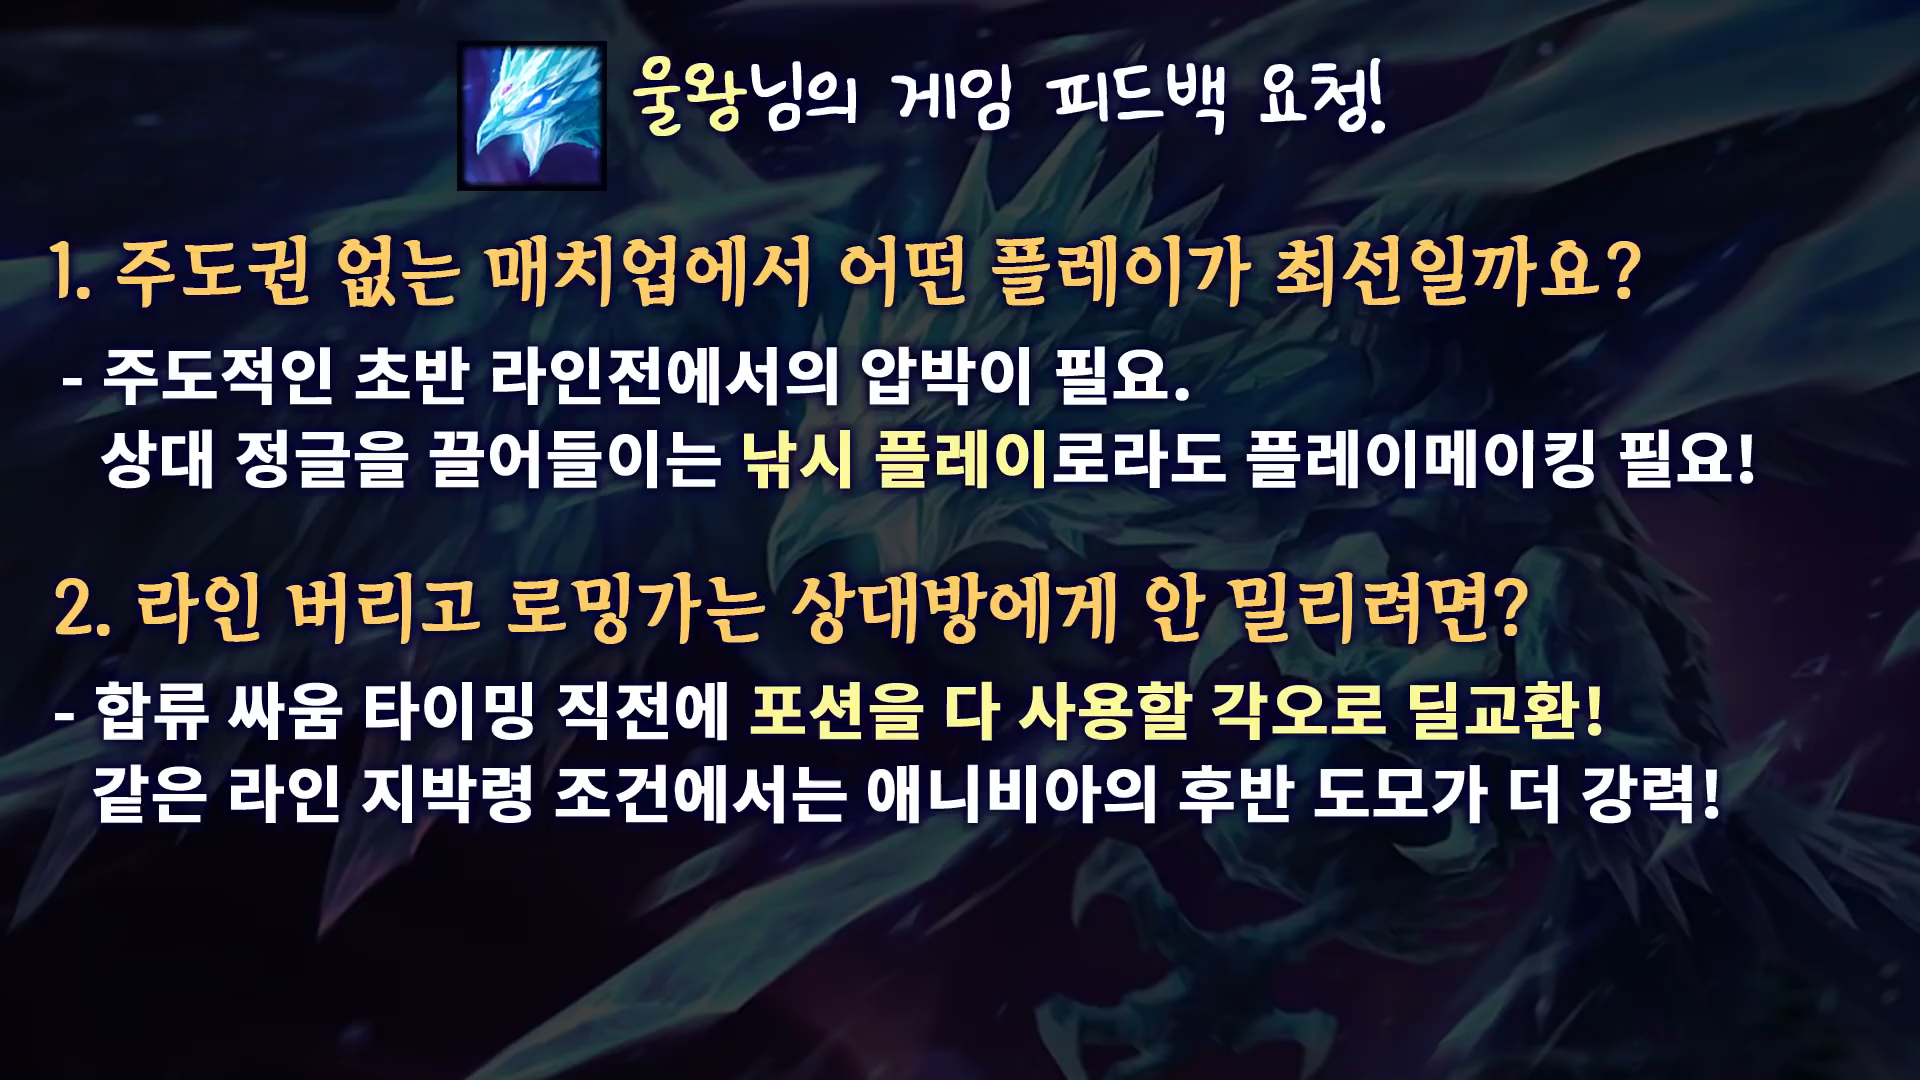 울왕님의 게임 피드백 요청!
1. 주도권 없는 매치업에서 어떤 플레이가 최선일까요?
- 주도적인 초반 라인전에서의 압박이 필요.
상대 정글을 끌어들이는 낚시 플레이로라도 플레이메이킹 필요!
2. 라인 버리고 로밍가는 상대방에게 안 밀리려면?
- 합류 싸움 타이밍 직전에 포션을 다 사용할 각오로 딜교환!
같은 라인 지박령 조건에서는 애니비아의 후반 도모가 더 강력!